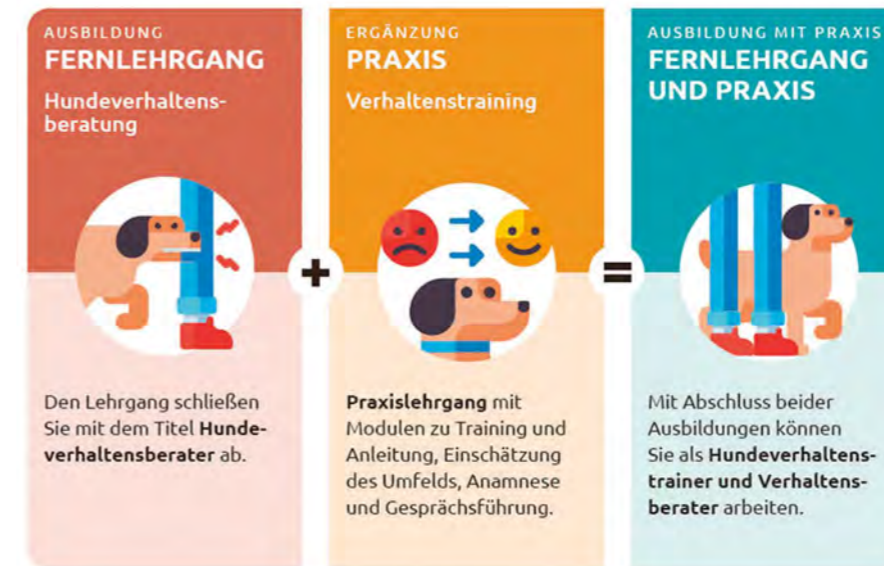 AUSBILDUNG
FERNLEHRGANG
Hundeverhaltens-
beratung
Den Lehrgang schließen
Sie mit dem Titel Hunde-
verhaltensberater ab.
+
ERGÄNZUNG
PRAXIS
Verhaltenstraining
Praxislehrgang mit
Modulen zu Training und
Anleitung, Einschätzung
des Umfelds, Anamnese
und Gesprächsführung.
=
AUSBILDUNG MIT PRAXIS
FERNLEHRGANG
UND PRAXIS
Mit Abschluss beider
Ausbildungen können
Sie als Hundeverhaltens-
trainer und Verhaltens-
berater arbeiten.